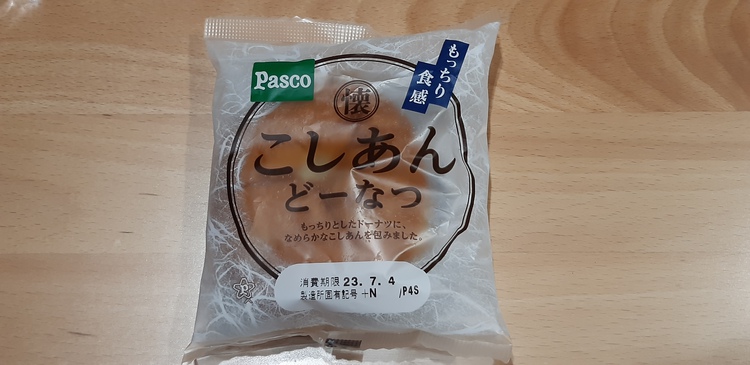 Pasco
もっちり
食感
懐
こしあん
どーなつ
もっちりとしたドーナツに、
なめらかなこしあんを包みました。
消費期限 23.7.4
製造所固有記号 +N /P4S
P